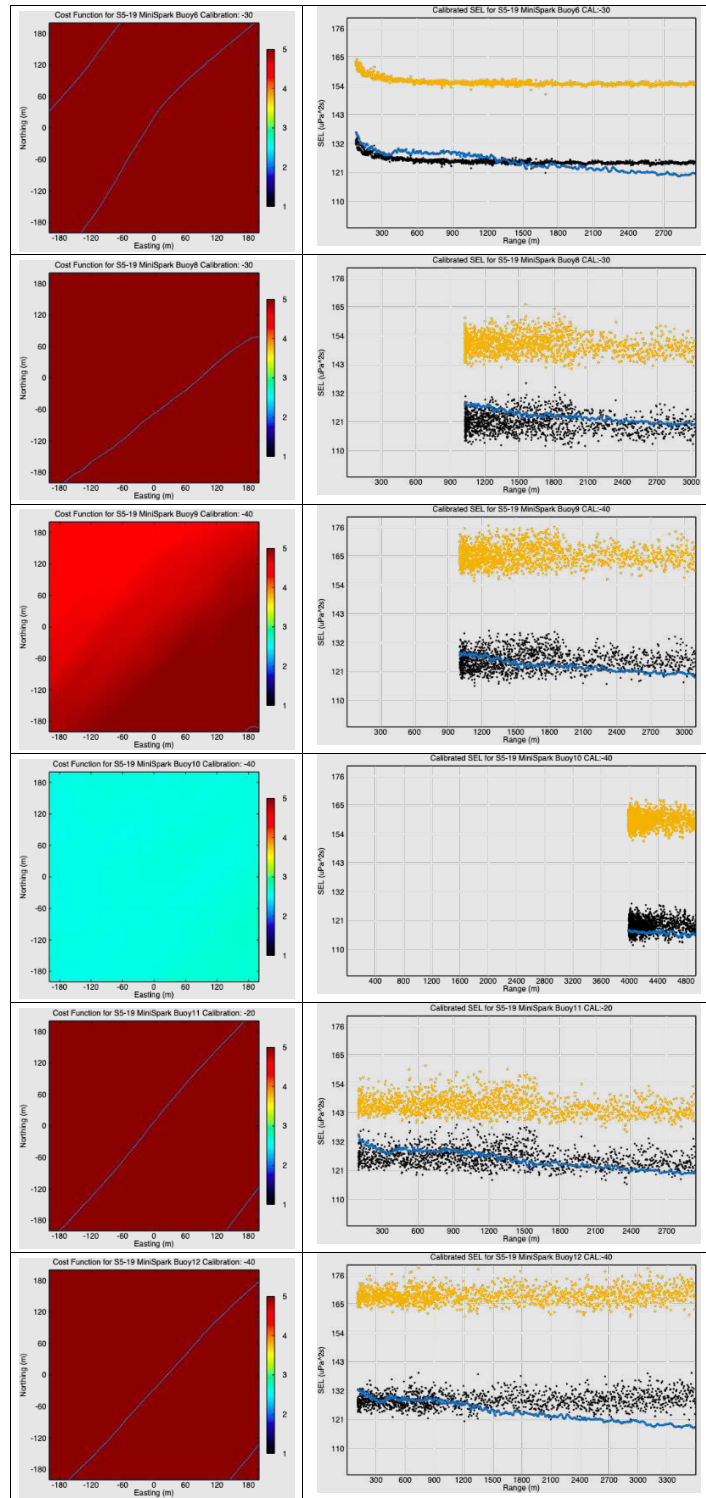 Cost Function for S5-19 MiniSpark Buoy6 Calibration: -30
180
120
60
0
-60
-120
-180
Northing (m)
-180 -120 -60 0 60 120 180
Easting (m)
5
4
3
2
1
Calibrated SEL for S5-19 MiniSpark Buoy6 CAL:-30
176
165
154
143
132
121
110
SEL (uPa^2s)
300 600 900 1200 1500 1800 2100 2400 2700
Range (m)
Cost Function for S5-19 MiniSpark Buoy8 Calibration: -30
180
120
60
0
-60
-120
-180
Northing (m)
-180 -120 -60 0 60 120 180
Easting (m)
5
4
3
2
1
Calibrated SEL for S5-19 MiniSpark Buoy8 CAL:-30
176
165
154
143
132
121
110
SEL (uPa^2s)
300 600 900 1200 1500 1800 2100 2400 2700 3000
Range (m)
Cost Function for S5-19 MiniSpark Buoy9 Calibration: -40
180
120
60
0
-60
-120
-180
Northing (m)
-180 -120 -60 0 60 120 180
Easting (m)
5
4
3
2
1
Calibrated SEL for S5-19 MiniSpark Buoy9 CAL:-40
176
165
154
143
132
121
110
SEL (uPa^2s)
300 600 900 1200 1500 1800 2100 2400 2700 3000
Range (m)
Cost Function for S5-19 MiniSpark Buoy10 Calibration: -40
180
120
60
0
-60
-120
-180
Northing (m)
-180 -120 -60 0 60 120 180
Easting (m)
5
4
3
2
1
Calibrated SEL for S5-19 MiniSpark Buoy10 CAL:-40
176
165
154
143
132
121
110
SEL (uPa^2s)
400 800 1200 1600 2000 2400 2800 3200 3600 4000 4400 4800
Range (m)
Cost Function for S5-19 MiniSpark Buoy11 Calibration: -20
180
120
60
0
-60
-120
-180
Northing (m)
-180 -120 -60 0 60 120 180
Easting (m)
5
4
3
2
1
Calibrated SEL for S5-19 MiniSpark Buoy11 CAL:-20
176
165
154
143
132
121
110
SEL (uPa^2s)
300 600 900 1200 1500 1800 2100 2400 2700
Range (m)
Cost Function for S5-19 MiniSpark Buoy12 Calibration: -40
180
120
60
0
-60
-120
-180
Northing (m)
-180 -120 -60 0 60 120 180
Easting (m)
5
4
3
2
1
Calibrated SEL for S5-19 MiniSpark Buoy12 CAL:-40
176
165
154
143
132
121
110
SEL (uPa^2s)
300 600 900 1200 1500 1800 2100 2400 2700 3000 3300
Range (m)